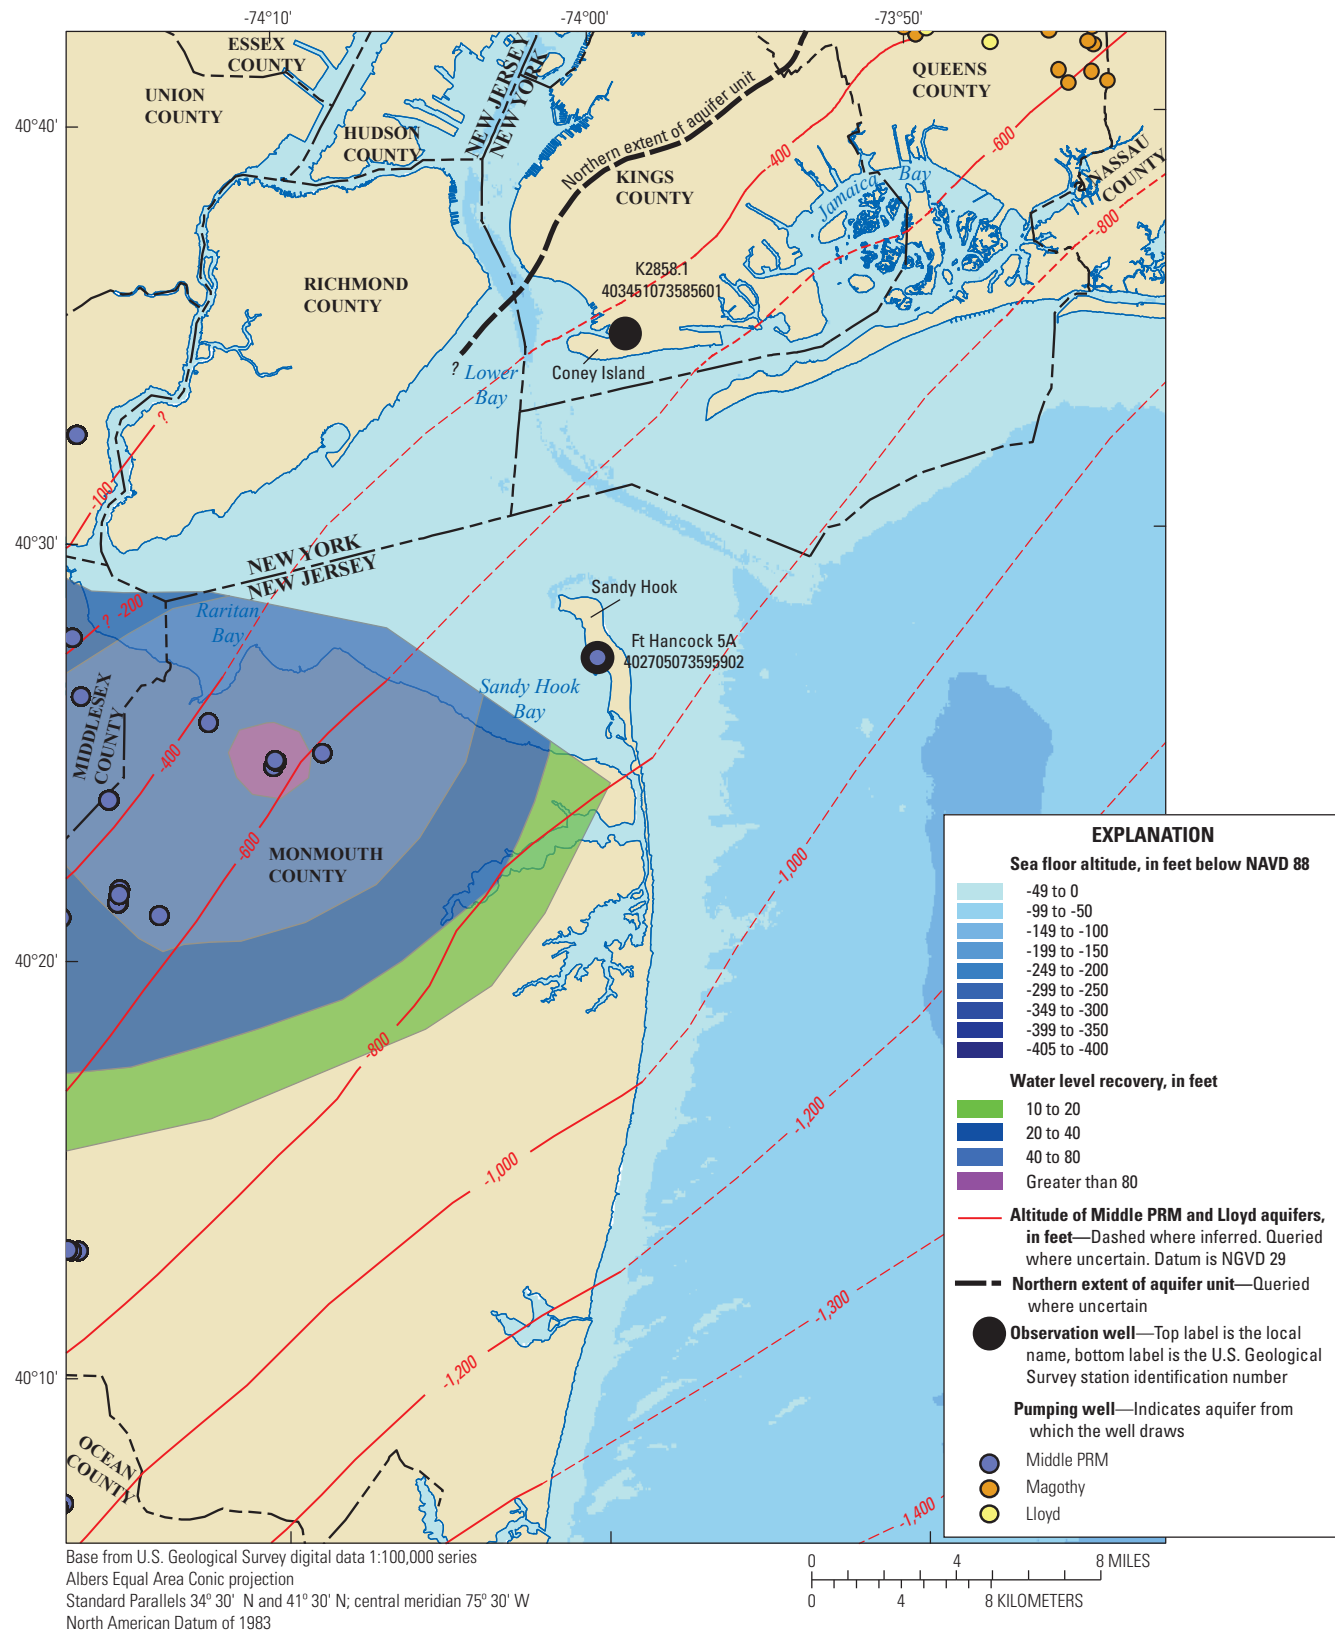 -74°10'
-74°00'
-73°50'
ESSEX
COUNTY
UNION
COUNTY
HUDSON
COUNTY
NEW JERSEY
NEW YORK
Northern extent of aquifer unit
QUEENS
COUNTY
40°40'
-400
-600
KINGS
COUNTY
Jamaica Bay
NASSAU
COUNTY
-800
K2858.1
403451073585601
RICHMOND
COUNTY
?
Lower
Bay
Coney Island
?
-100
40°30'
NEW YORK
NEW JERSEY
Sandy Hook
? -200
Raritan
Bay
Ft Hancock 5A
402705073595902
Sandy Hook
Bay
MIDDLESEX
COUNTY
-400
-600
MONMOUTH
COUNTY
-1,000
40°20'
-800
-1,200
-1,000
-1,300
-1,200
40°10'
OCEAN
COUNTY
-1,400
EXPLANATION
Sea floor altitude, in feet below NAVD 88
-49 to 0
-99 to -50
-149 to -100
-199 to -150
-249 to -200
-299 to -250
-349 to -300
-399 to -350
-405 to -400
Water level recovery, in feet
10 to 20
20 to 40
40 to 80
Greater than 80
Altitude of Middle PRM and Lloyd aquifers,
in feet—Dashed where inferred. Queried
where uncertain. Datum is NGVD 29
Northern extent of aquifer unit—Queried
where uncertain
Observation well—Top label is the local
name, bottom label is the U.S. Geological
Survey station identification number
Pumping well—Indicates aquifer from
which the well draws
Middle PRM
Magothy
Lloyd
Base from U.S. Geological Survey digital data 1:100,000 series
Albers Equal Area Conic projection
Standard Parallels 34° 30' N and 41° 30' N; central meridian 75° 30' W
North American Datum of 1983
0 4 8 MILES
0 4 8 KILOMETERS